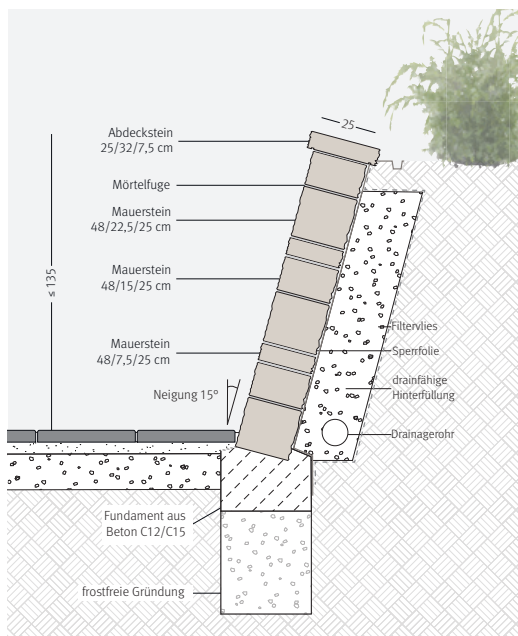 25
Abdeckstein
25/32/7,5 cm
Mörtelfuge
Mauerstein
48/22,5/25 cm
≤ 135
Mauerstein
48/15/25 cm
Filtervlies
Mauerstein
48/7,5/25 cm
Sperrfolie
Neigung 15°
drainfähige
Hinterfüllung
Drainagerohr
Fundament aus
Beton C12/C15
frostfreie Gründung